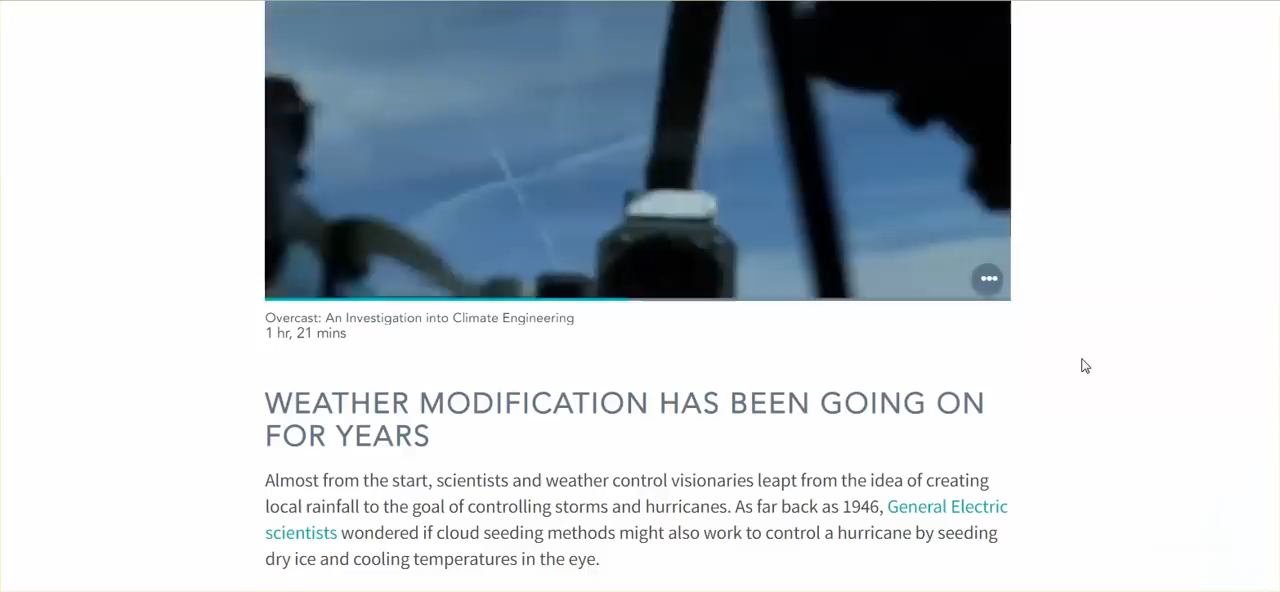 Overcast: An Investigation into Climate Engineering
1 hr, 21 mins
WEATHER MODIFICATION HAS BEEN GOING ON
FOR YEARS
Almost from the start, scientists and weather control visionaries leapt from the idea of creating
local rainfall to the goal of controlling storms and hurricanes. As far back as 1946, General Electric
scientists wondered if cloud seeding methods might also work to control a hurricane by seeding
dry ice and cooling temperatures in the eye.